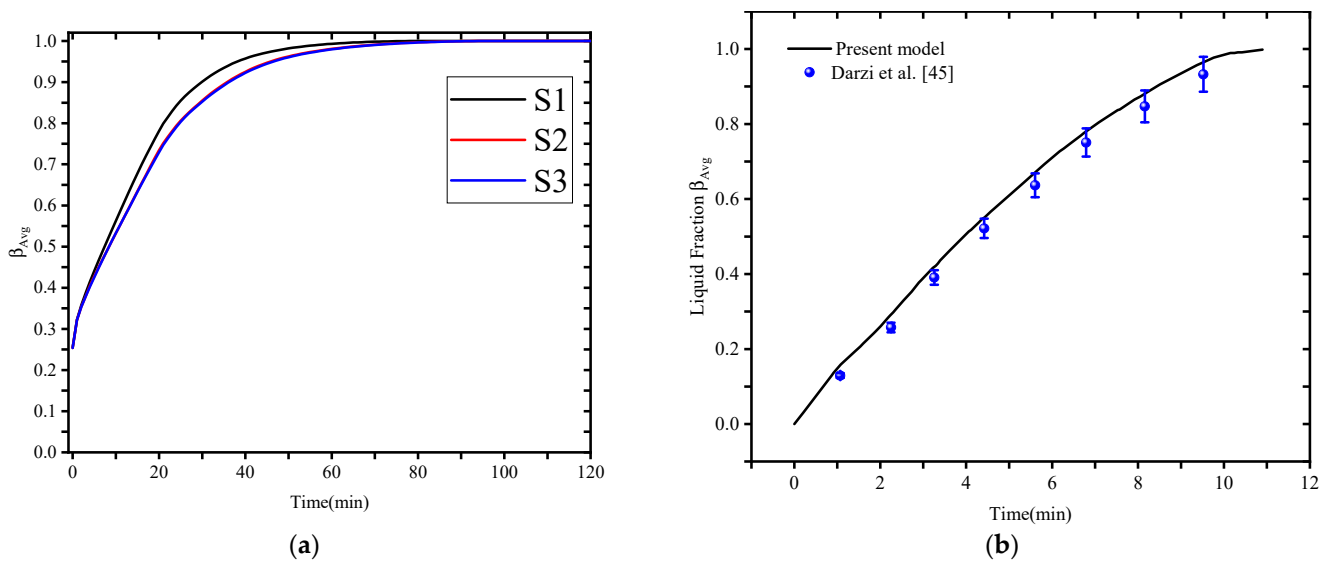 1.0
0.9
0.8
0.7
0.6
0.5
0.4
0.3
0.2
0.1
0.0
β_Avg
S1
S2
S3
0 20 40 60 80 100 120
Time(min)
(a)
1.0
0.8
0.6
0.4
0.2
0.0
Liquid Fraction β_Avg
Present model
Darzi et al. [45]
0 2 4 6 8 10 12
Time(min)
(b)